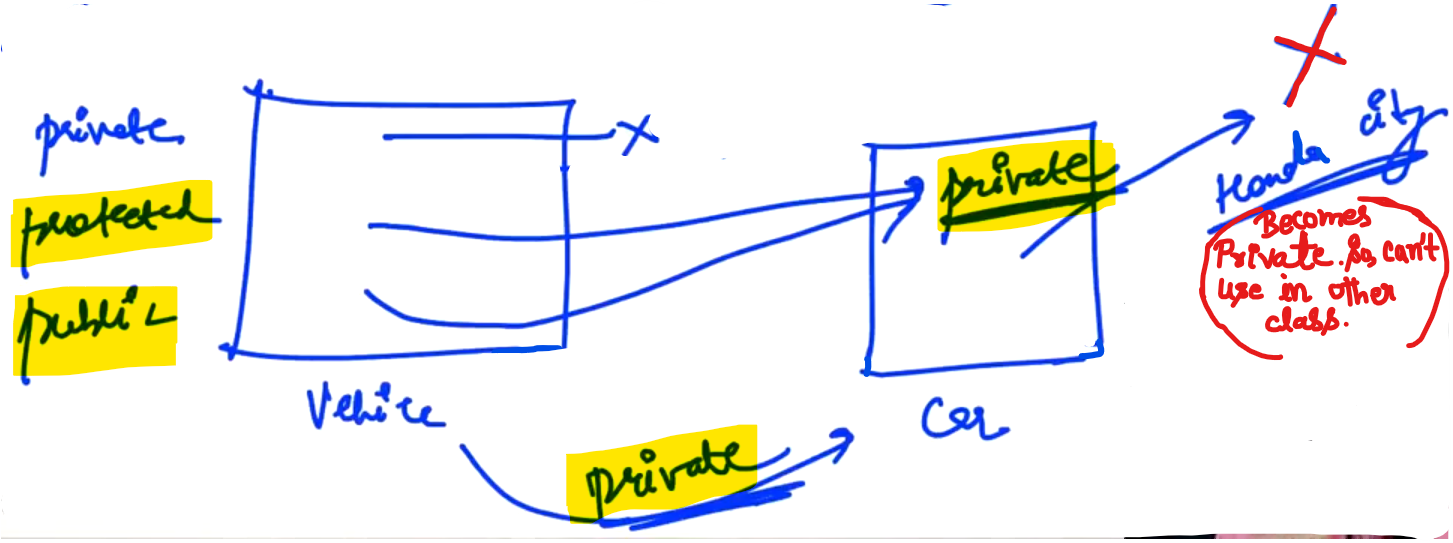 private
protected
public
Vehicle
private
private
Car
Honda city
Becomes
Private. So, can't
use in other
class.